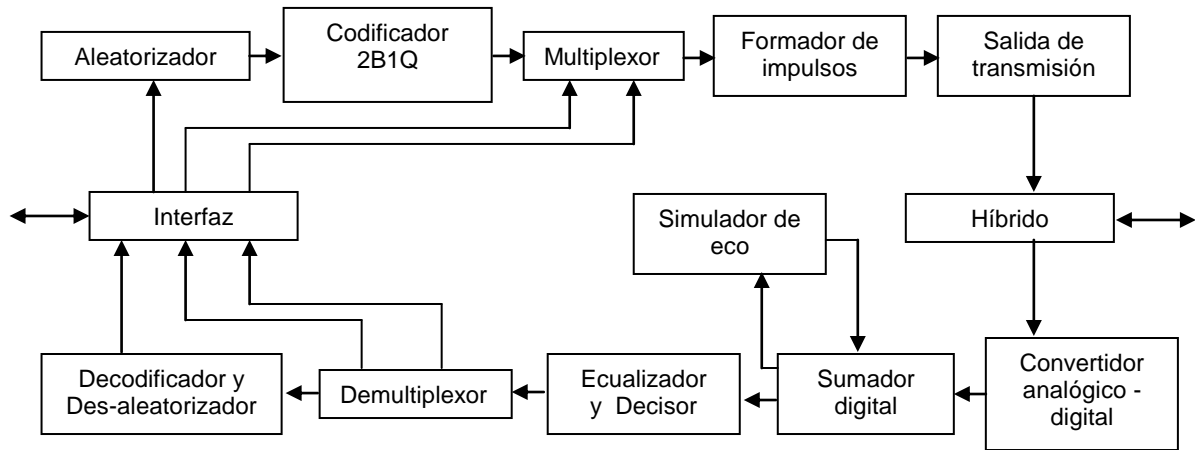 Aleatorizador
Codificador
2B1Q
Multiplexor
Formador de
impulsos
Salida de
transmisión
Interfaz
Simulador de
eco
Híbrido
Decodificador y
Des-aleatorizador
Demultiplexor
Ecualizador
y Decisor
Sumador
digital
Convertidor
analógico -
digital